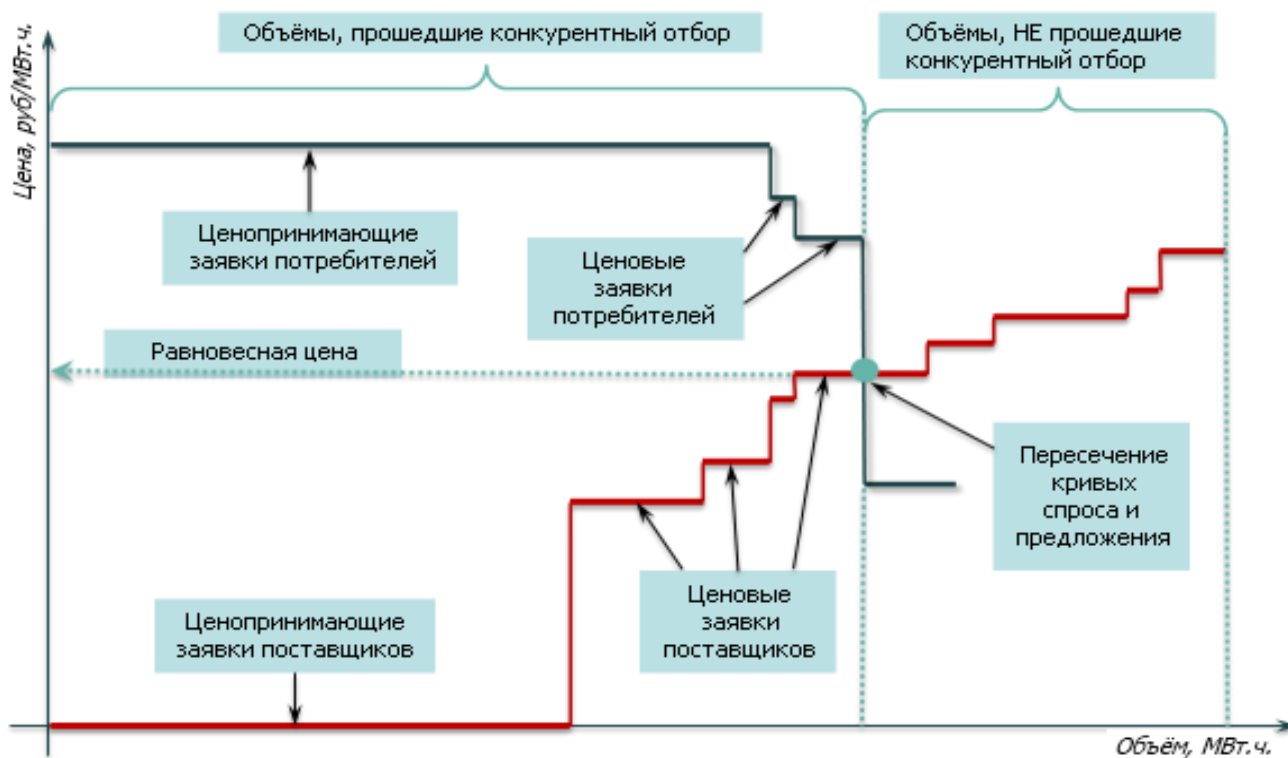 Объёмы, прошедшие конкурентный отбор
Объёмы, НЕ прошедшие
конкурентный отбор
Цена, руб/МВт.ч.
Ценопринимающие
заявки потребителей
Ценовые
заявки
потребителей
Равновесная цена
Пересечение
кривых
спроса и
предложения
Ценопринимающие
заявки поставщиков
Ценовые
заявки
поставщиков
Объём, МВт.ч.